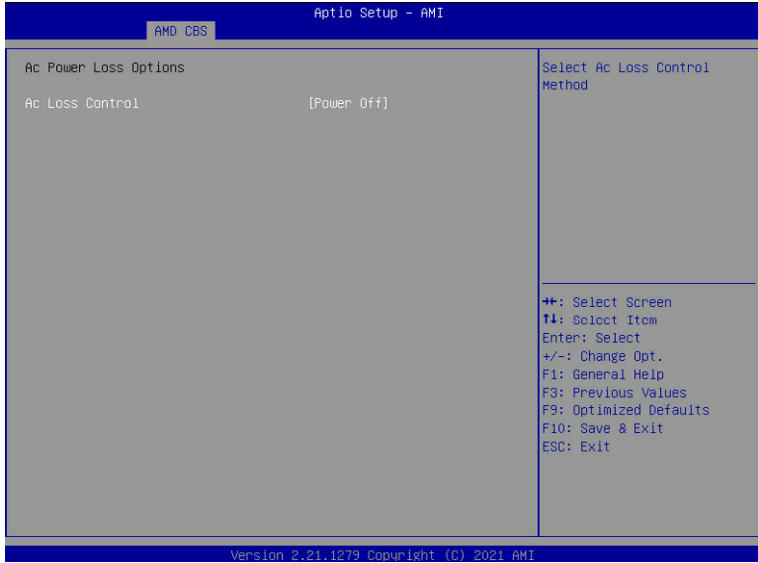 Aptio Setup - AMI
AMD CBS
Ac Power Loss Options
Ac Loss Control [Power Off]
Select Ac Loss Control
Method
→←: Select Screen
↑↓: Select Item
Enter: Select
+/-: Change Opt.
F1: General Help
F3: Previous Values
F9: Optimized Defaults
F10: Save & Exit
ESC: Exit
Version 2.21.1279 Copyright (C) 2021 AMI